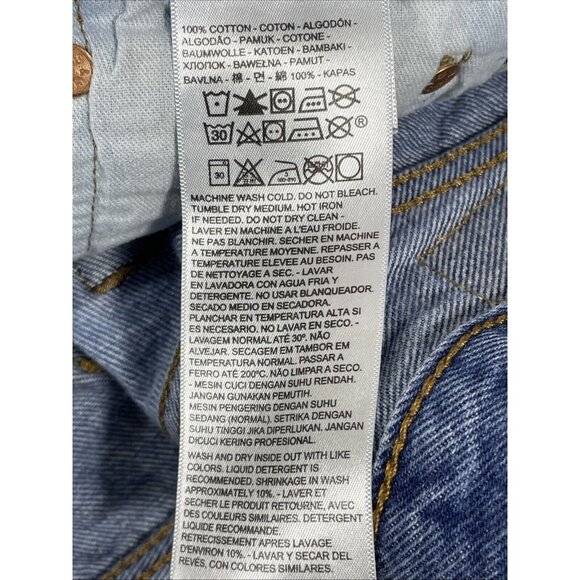 100% COTTON - COTON - ALGODÓN -
ALGODÃO - PAMUK - COTONE -
BAUMWOLLE - KATOEN - BAMBAKI -
ХЛОПОК - BAWEŁNA - PAMUT -
BAVLNA - 棉 - 면 - 綿 100% - KAPAS
30 ®
30
MACHINE WASH COLD. DO NOT BLEACH.
TUMBLE DRY MEDIUM. HOT IRON
IF NEEDED. DO NOT DRY CLEAN -
LAVER EN MACHINE A L'EAU FROIDE.
NE PAS BLANCHIR. SECHER EN MACHINE
A TEMPERATURE MOYENNE. REPASSER A
TEMPERATURE ELEVEE AU BESOIN. PAS
DE NETTOYAGE A SEC. - LAVAR
EN LAVADORA CON AGUA FRIA Y
DETERGENTE. NO USAR BLANQUEADOR.
SECADO MEDIO EN SECADORA.
PLANCHAR EN TEMPERATURA ALTA SI
ES NECESARIO. NO LAVAR EN SECO. -
LAVAGEM NORMAL ATÉ 30º. NÃO
ALVEJAR. SECAGEM EM TAMBOR EM
TEMPERATURA NORMAL. PASSAR A
FERRO ATÉ 200ºC. NÃO LIMPAR A SECO.
- MESIN CUCI DENGAN SUHU RENDAH.
JANGAN GUNAKAN PEMUTIH.
MESIN PENGERING DENGAN SUHU
SEDANG (NORMAL). SETRIKA DENGAN
SUHU TINGGI JIKA DIPERLUKAN. JANGAN
DICUCI KERING PROFESIONAL.
WASH AND DRY INSIDE OUT WITH LIKE
COLORS. LIQUID DETERGENT IS
RECOMMENDED. SHRINKAGE IN WASH
APPROXIMATELY 10%. - LAVER ET
SECHER LE PRODUIT RETOURNE, AVEC
DES COULEURS SIMILAIRES. DETERGENT
LIQUIDE RECOMMANDE.
RETRECISSEMENT APRES LAVAGE
D'ENVIRON 10%. - LAVAR Y SECAR DEL
REVÉS, CON COLORES SIMILARES. SE